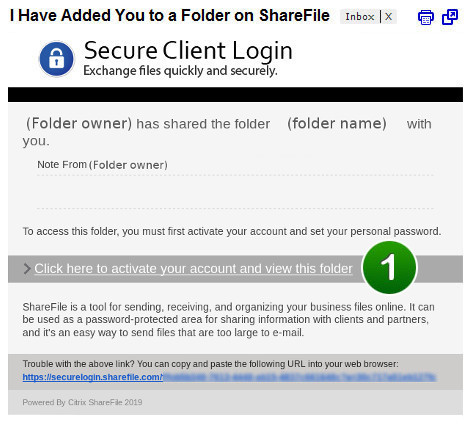 I Have Added You to a Folder on ShareFile Inbox | X
Secure Client Login
Exchange files quickly and securely.
(Folder owner) has shared the folder (folder name) with
you.
Note From (Folder owner)
To access this folder, you must first activate your account and set your personal password.
Click here to activate your account and view this folder
1
ShareFile is a tool for sending, receiving, and organizing your business files online. It can
be used as a password-protected area for sharing information with clients and partners,
and it's an easy way to send files that are too large to e-mail.
Trouble with the above link? You can copy and paste the following URL into your web browser:
https://securelogin.sharefile.com/
Powered By Citrix ShareFile 2019